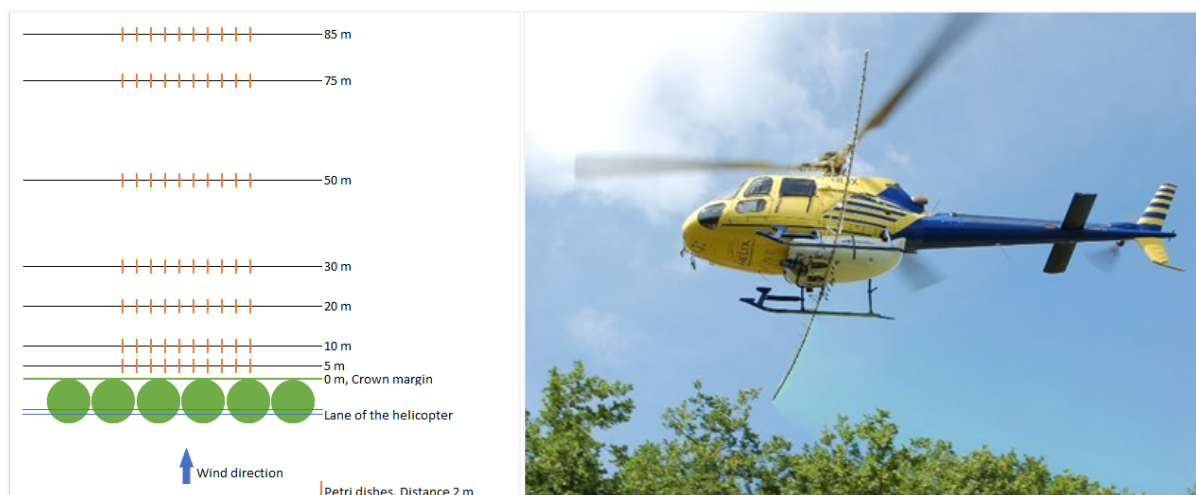 85 m
75 m
50 m
30 m
20 m
10 m
5 m
0 m, Crown margin
Lane of the helicopter
Wind direction
Petri dishes, Distance 2 m
HELIX